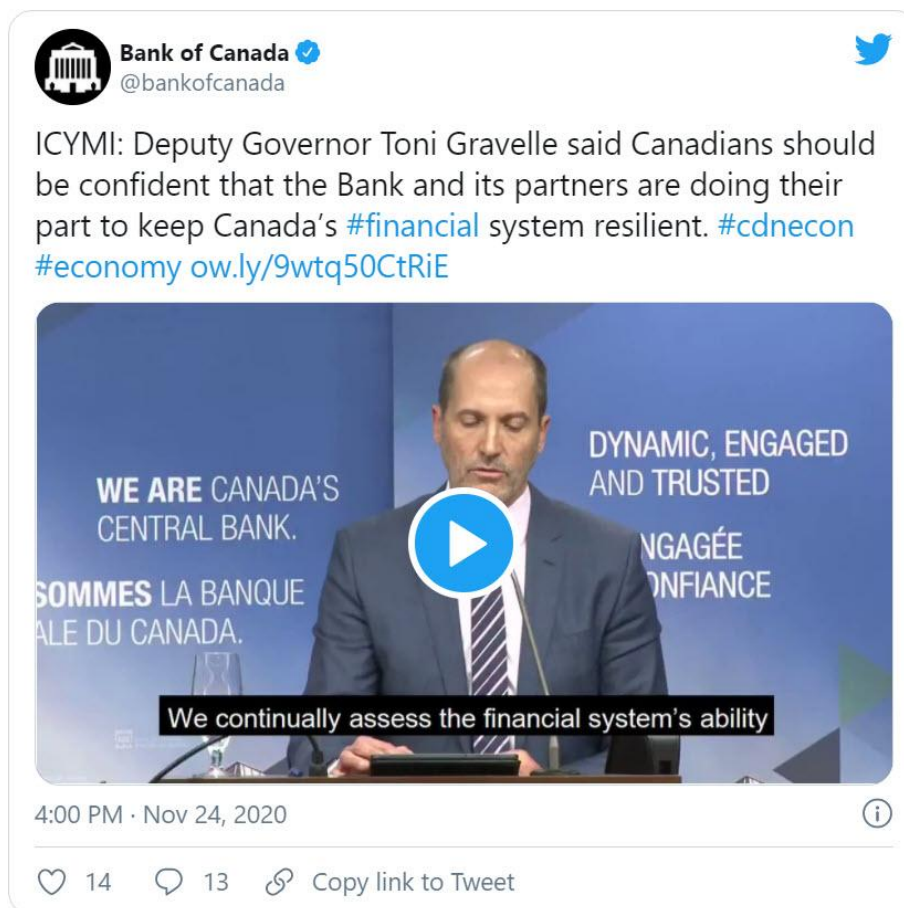 Bank of Canada
@bankofcanada
ICYMI: Deputy Governor Toni Gravelle said Canadians should
be confident that the Bank and its partners are doing their
part to keep Canada’s #financial system resilient. #cdnecon
#economy ow.ly/9wtq50CtRiE
WE ARE CANADA’S
CENTRAL BANK.
SOMMES LA BANQUE
ALE DU CANADA.
DYNAMIC, ENGAGED
AND TRUSTED
NGAGÉE
ONFIANCE
We continually assess the financial system’s ability
4:00 PM · Nov 24, 2020
14 13 Copy link to Tweet